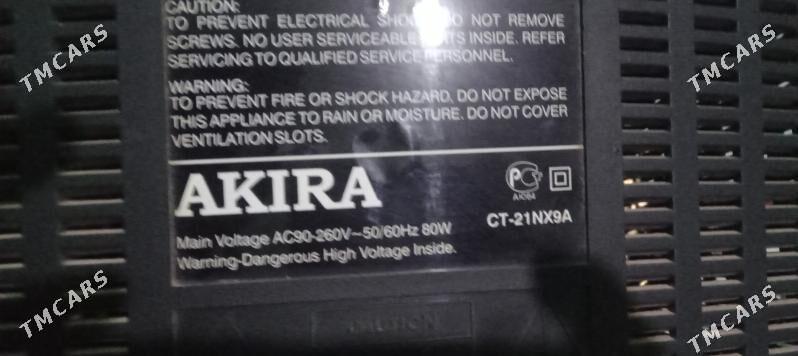 CAUTION:
TO PREVENT ELECTRICAL SHOCK DO NOT REMOVE
SCREWS. NO USER SERVICEABLE PARTS INSIDE. REFER
SERVICING TO QUALIFIED SERVICE PERSONNEL.
WARNING:
TO PREVENT FIRE OR SHOCK HAZARD, DO NOT EXPOSE
THIS APPLIANCE TO RAIN OR MOISTURE. DO NOT COVER
VENTILATION SLOTS.
AKIRA
PC
CT-21NX9A
Main Voltage AC90-260V~50/60Hz 80W
Warning-Dangerous High Voltage Inside.
TMCARS
TMCARS
TMCARS
TMCARS